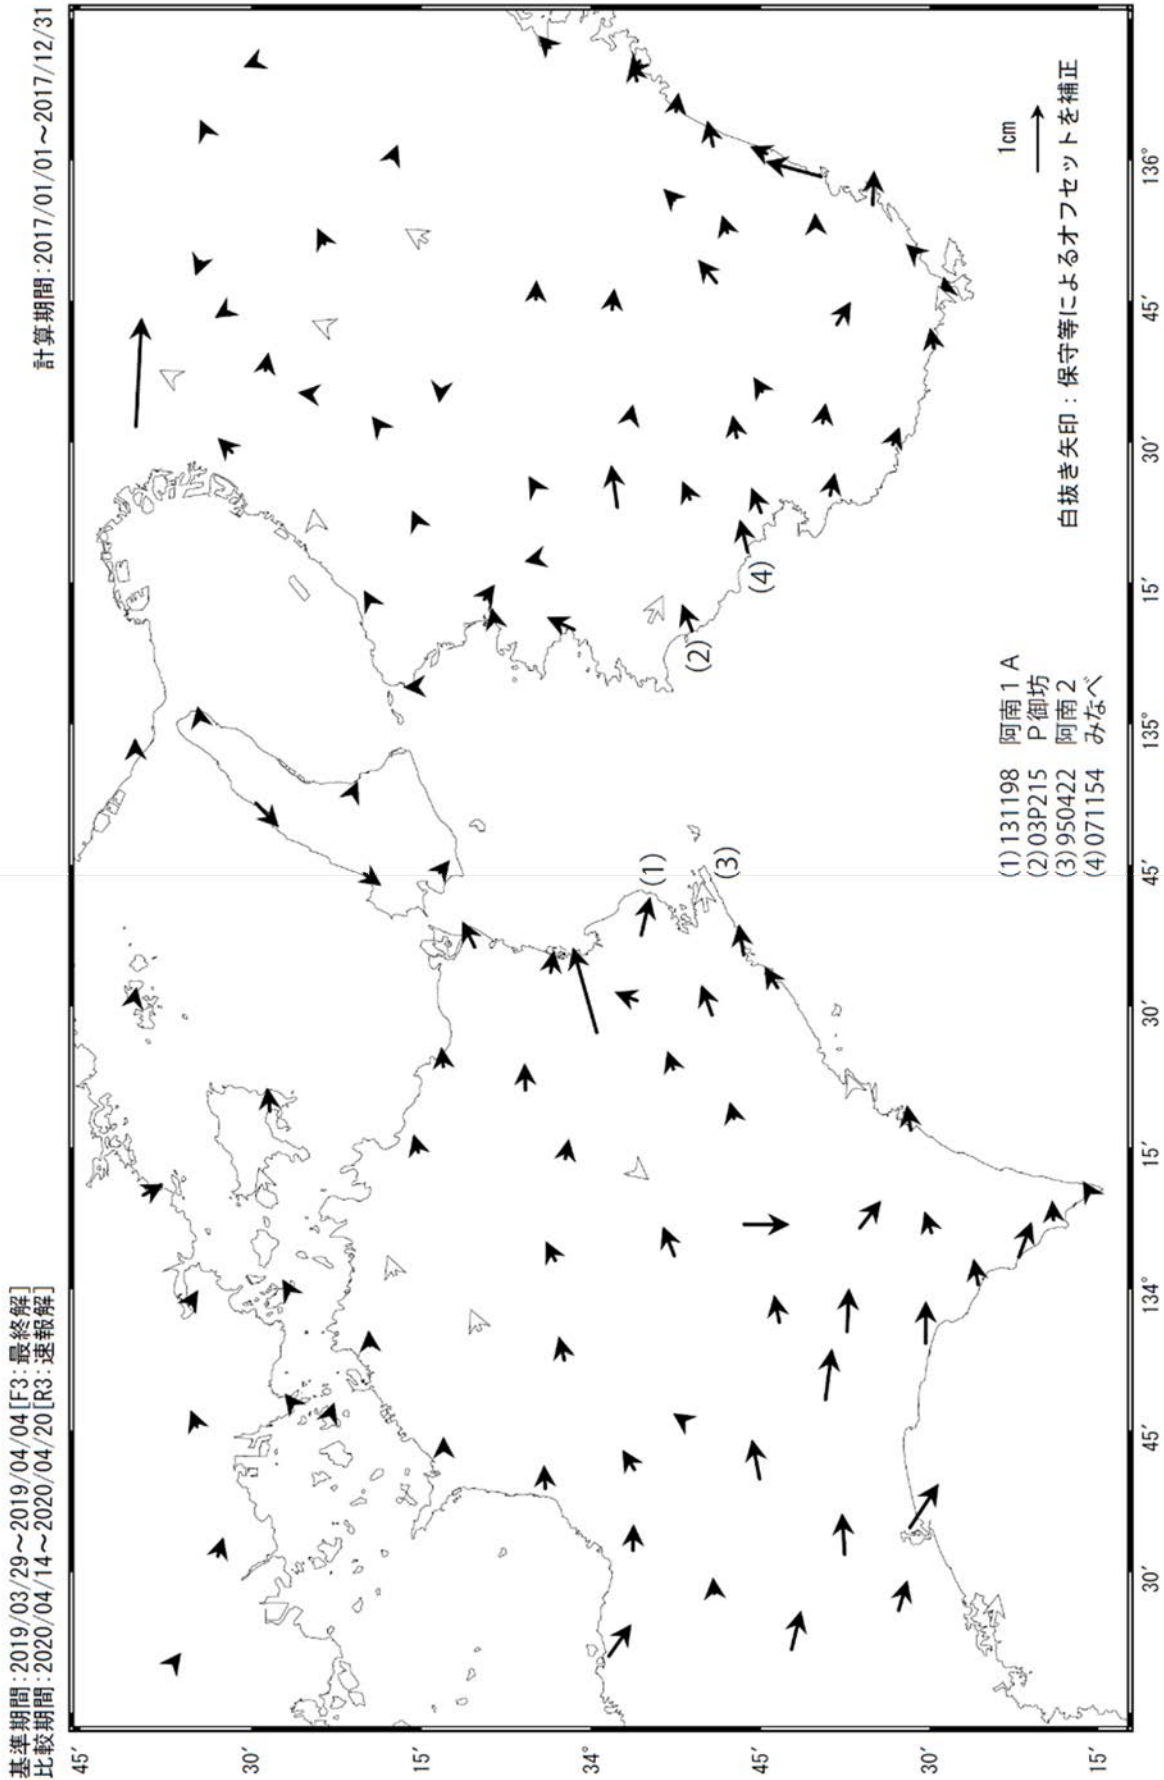 基準期間:2019/03/29～2019/04/04[F3:最終解]
比較期間:2020/04/14～2020/04/20[R3:速報解]
計算期間:2017/01/01～2017/12/31
45′
30′
15′
34°
45′
30′
15′
30′
45′
134°
15′
30′
45′
135°
15′
30′
45′
136°
(1)
(2)
(3)
(4)
(1)131198 阿南1A
(2)03P215 P御坊
(3)950422 阿南2
(4)071154 みなべ
1cm
白抜き矢印:保守等によるオフセットを補正